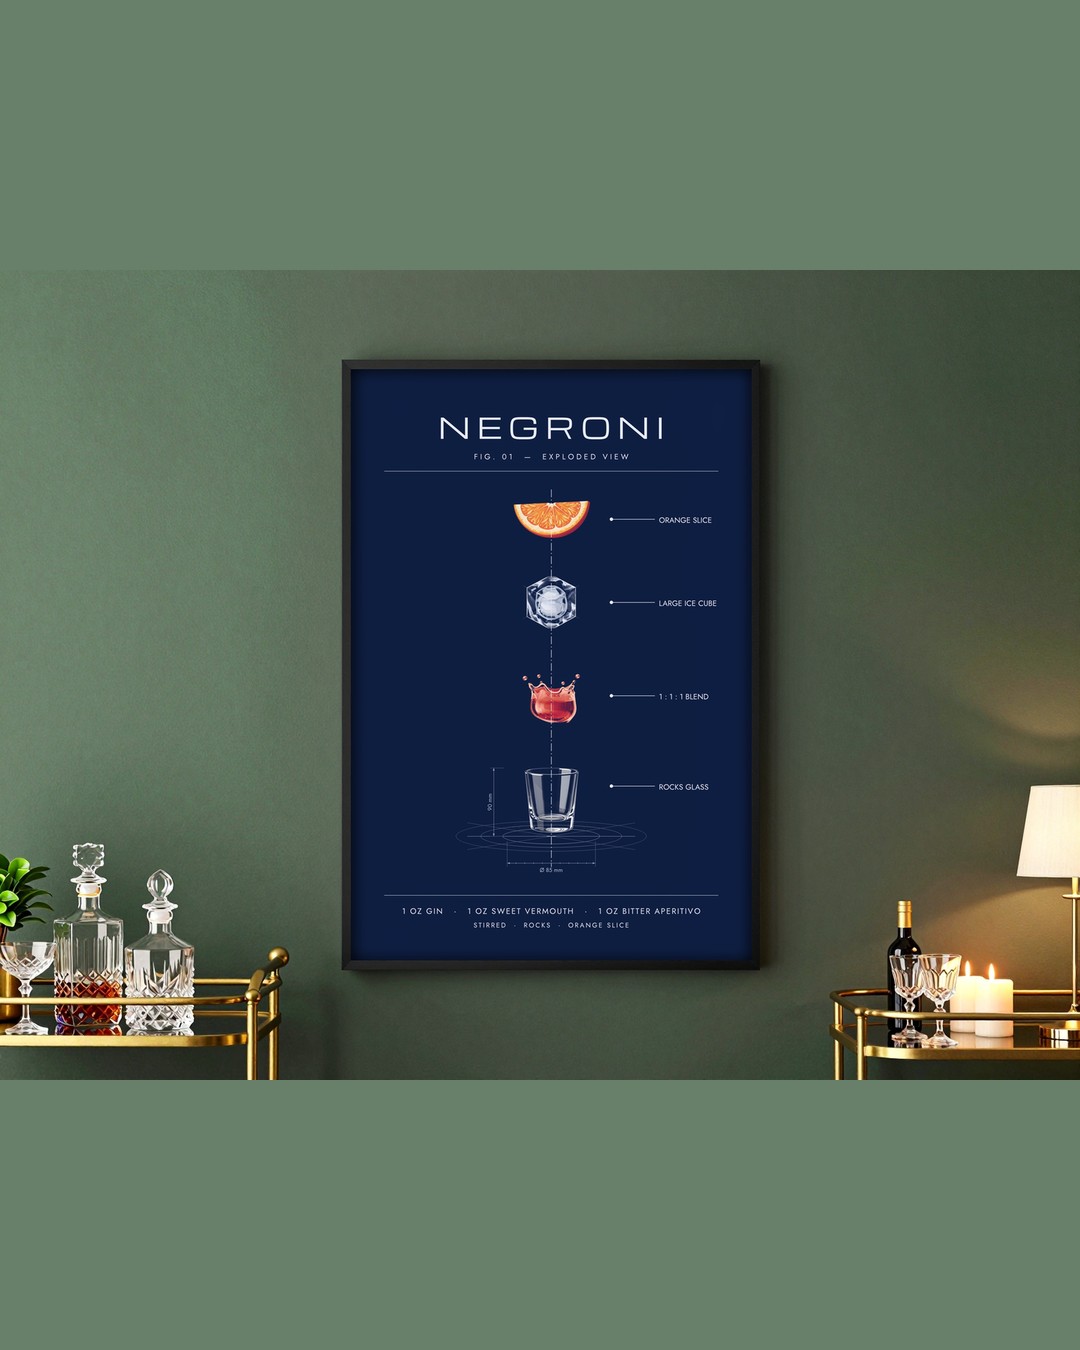 NEGRONI
FIG. 01 — EXPLODED VIEW
ORANGE SLICE
LARGE ICE CUBE
1 : 1 : 1 BLEND
ROCKS GLASS
90 mm
Ø 85 mm
1 OZ GIN · 1 OZ SWEET VERMOUTH · 1 OZ BITTER APERITIVO
STIRRED · ROCKS · ORANGE SLICE